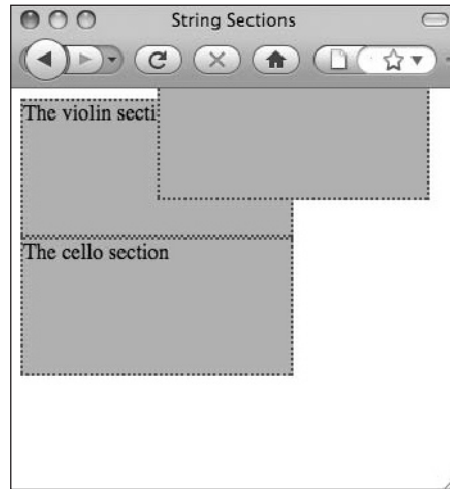 String Sections
The violin secti
The cello section